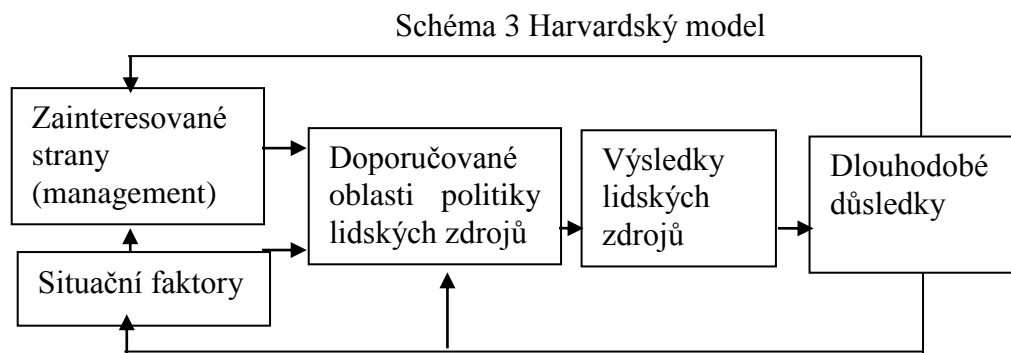 Schéma 3 Harvardský model
Zainteresované
strany
(management)
Situační faktory
Doporučované
oblasti politiky
lidských zdrojů
Výsledky
lidských
zdrojů
Dlouhodobé
důsledky